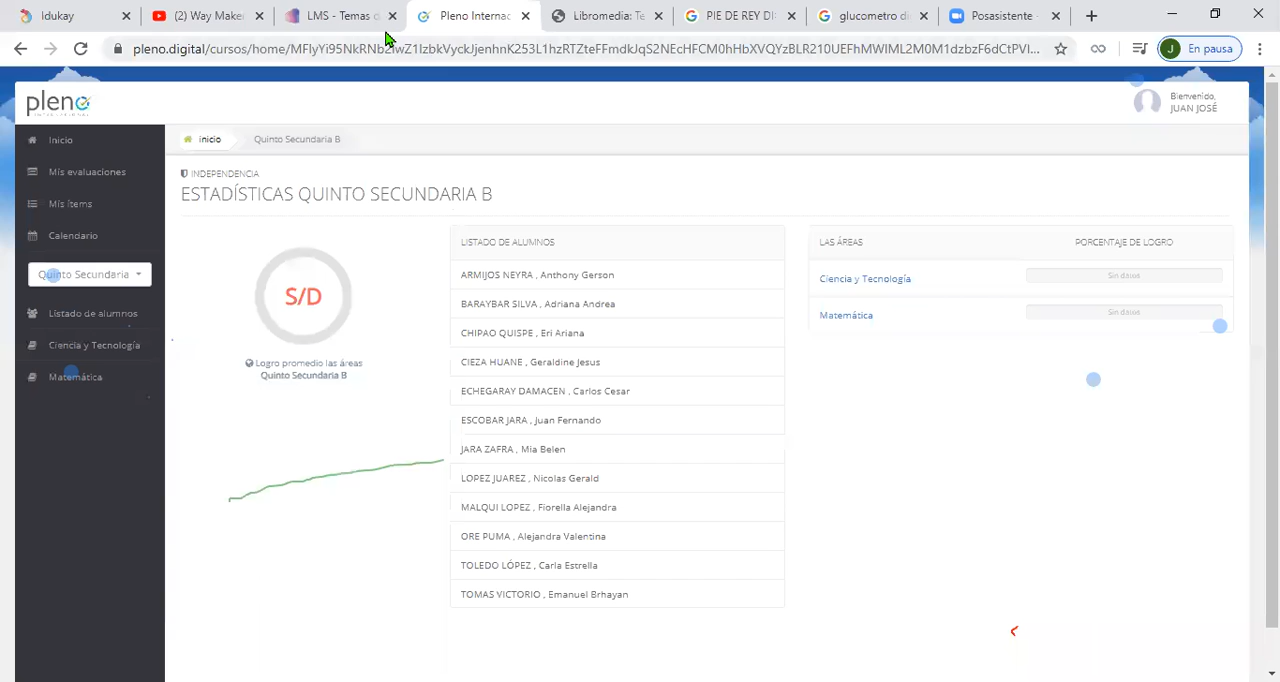 Idukay
(2) Way Make
LMS - Temas d
Pleno Internac
Libromedia: Te
PIE DE REY DI
glucometro d
Posasistente -
J En pausa
pleno
Bienvenido,
JUAN JOSÉ
Inicio
Mis evaluaciones
Mis ítems
Calendario
Quinto Secundaria
Listado de alumnos
Ciencia y Tecnología
Matemática
inicio
Quinto Secundaria B
INDEPENDENCIA
ESTADÍSTICAS QUINTO SECUNDARIA B
S/D
Logro promedio las áreas
Quinto Secundaria B
LISTADO DE ALUMNOS
ARMIJOS NEYRA , Anthony Gerson
BARAYBAR SILVA , Adriana Andrea
CHIPAO QUISPE , Eri Ariana
CIEZA HUANE , Geraldine Jesus
ECHEGARAY DAMACEN , Carlos Cesar
ESCOBAR JARA , Juan Fernando
JARA ZAFRA , Mia Belen
LOPEZ JUAREZ , Nicolas Gerald
MALQUI LOPEZ , Fiorella Alejandra
ORE PUMA , Alejandra Valentina
TOLEDO LÓPEZ , Carla Estrella
TOMAS VICTORIO , Emanuel Brhayan
LAS ÁREAS PORCENTAJE DE LOGRO
Ciencia y Tecnología Sin datos
Matemática Sin datos